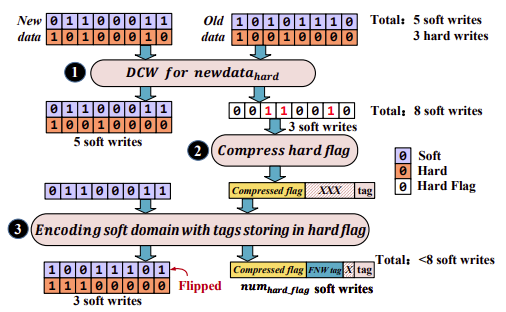 New data
0 1 1 0 0 0 1 1
1 0 1 0 0 0 1 0
Old data
1 0 1 0 1 1 1 0
1 0 0 1 0 0 0 0
Total: 5 soft writes
3 hard writes
1 DCW for newdata_hard
0 1 1 0 0 0 1 1
1 0 0 1 0 0 0 0
5 soft writes
0 0 1 1 0 0 1 0
3 soft writes
Total: 8 soft writes
2 Compress hard flag
0 Soft
0 Hard
0 Hard Flag
0 1 1 0 0 0 1 1
Compressed flag XXX tag
3 Encoding soft domain with tags storing in hard flag
1 0 0 1 1 1 0 1
1 1 1 0 0 0 0 0
3 soft writes
Flipped
Compressed flag FNW tag X tag
num_hard_flag soft writes
Total: <8 soft writes